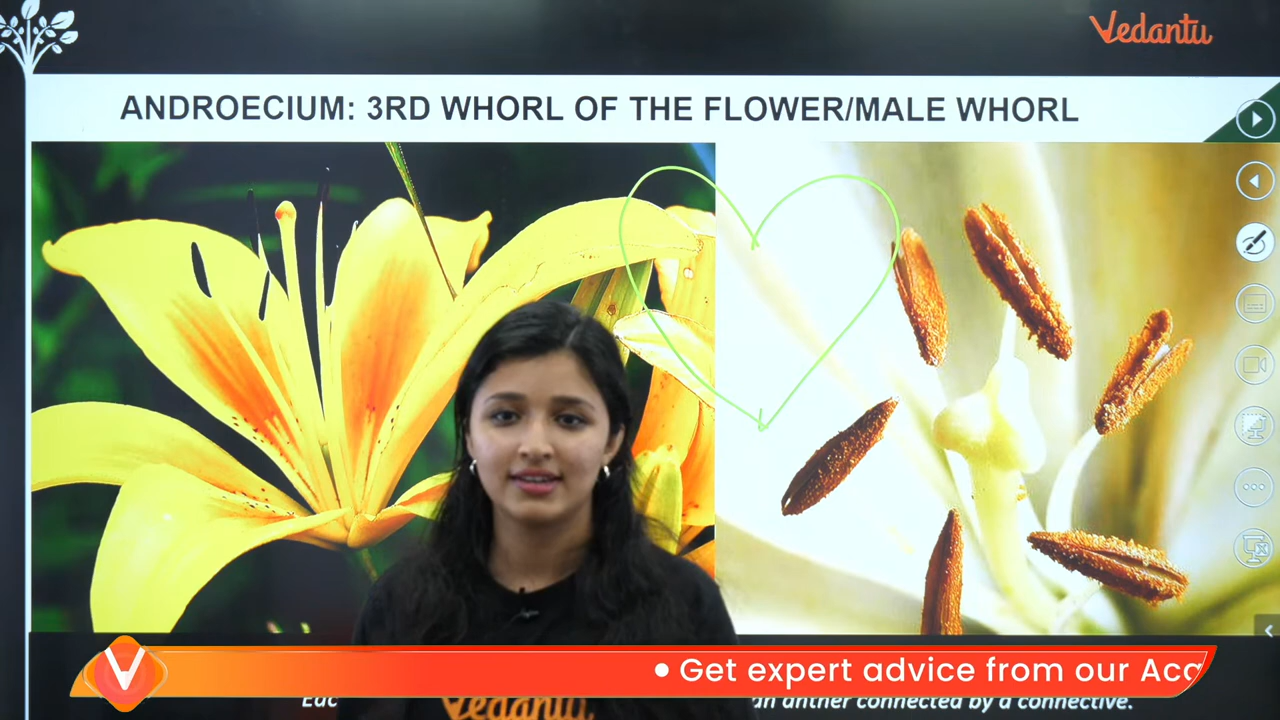 Vedantu
ANDROECIUM: 3RD WHORL OF THE FLOWER/MALE WHORL
• Get expert advice from our
an anther connected by a connective.
Vedantu